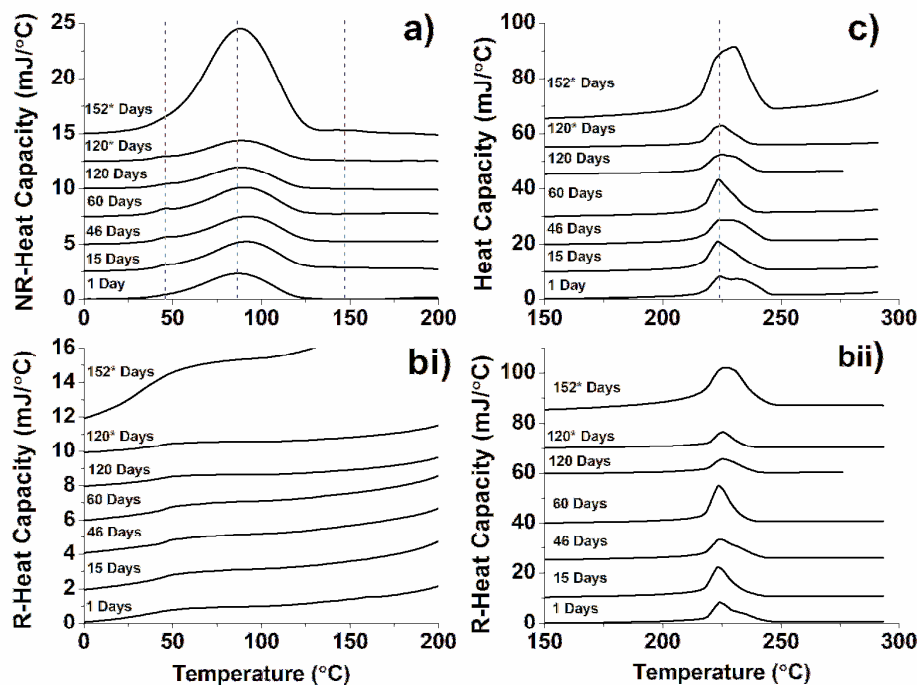 a)
NR-Heat Capacity (mJ/°C)
25
20
15
10
5
0
152* Days
120* Days
120 Days
60 Days
46 Days
15 Days
1 Day
0 50 100 150 200
c)
Heat Capacity (mJ/°C)
100
80
60
40
20
0
152* Days
120* Days
120 Days
60 Days
46 Days
15 Days
1 Day
150 200 250 300
bi)
R-Heat Capacity (mJ/°C)
16
14
12
10
8
6
4
2
0
152* Days
120* Days
120 Days
60 Days
46 Days
15 Days
1 Days
0 50 100 150 200
Temperature (°C)
bii)
R-Heat Capacity (mJ/°C)
100
80
60
40
20
0
152* Days
120* Days
120 Days
60 Days
46 Days
15 Days
1 Days
150 200 250 300
Temperature (°C)